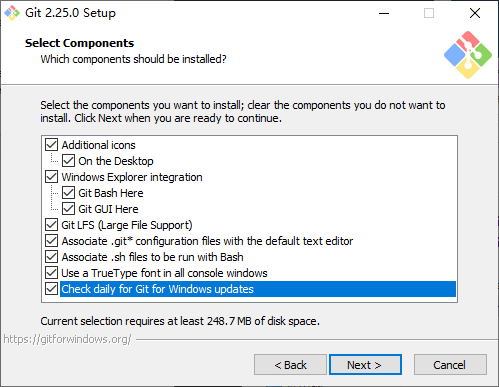 Git 2.25.0 Setup
Select Components
Which components should be installed?
Select the components you want to install; clear the components you do not want to
install. Click Next when you are ready to continue.
Additional icons
On the Desktop
Windows Explorer integration
Git Bash Here
Git GUI Here
Git LFS (Large File Support)
Associate .git* configuration files with the default text editor
Associate .sh files to be run with Bash
Use a TrueType font in all console windows
Check daily for Git for Windows updates
Current selection requires at least 248.7 MB of disk space.
https://gitforwindows.org/
< Back
Next >
Cancel